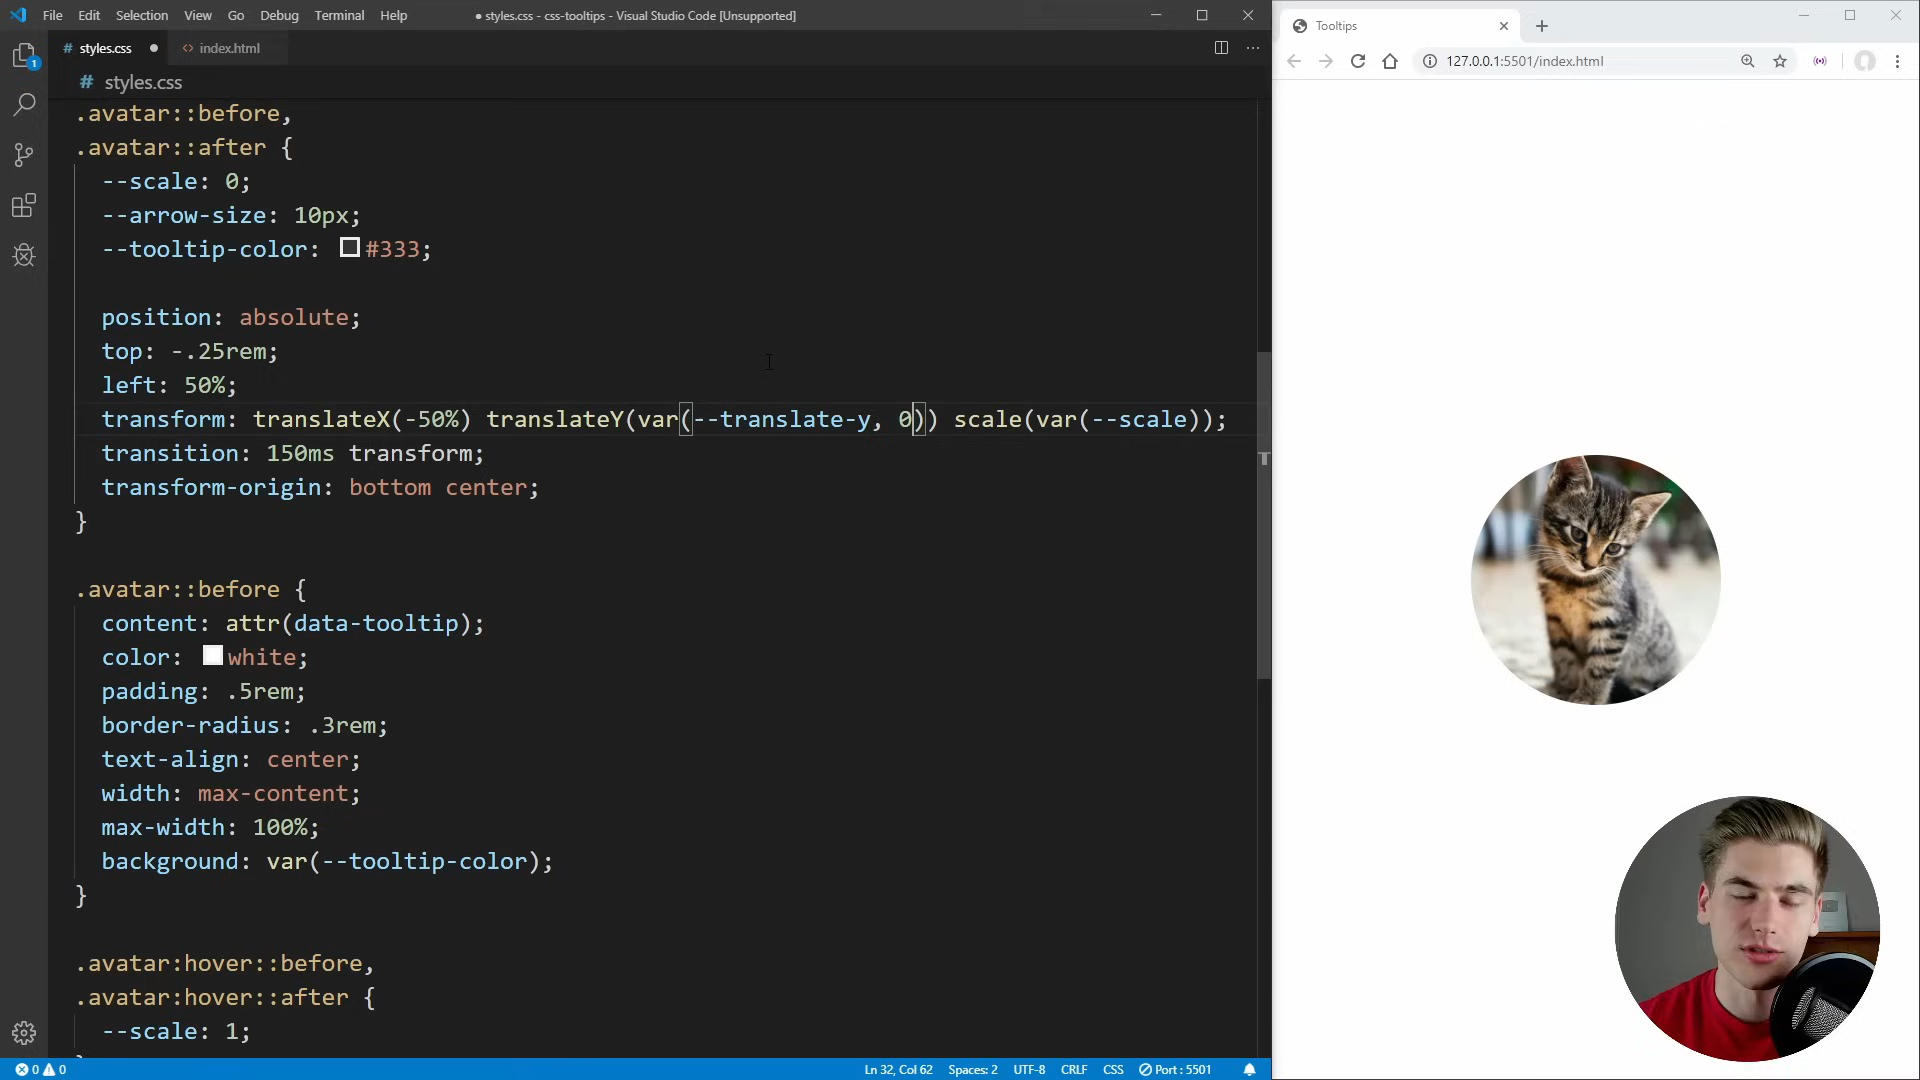 File Edit Selection View Go Debug Terminal Help
● styles.css - css-tooltips - Visual Studio Code [Unsupported]
Tooltips
# styles.css ●
<> index.html
127.0.0.1:5501/index.html
# styles.css
1
.avatar::before,
.avatar::after {
--scale: 0;
--arrow-size: 10px;
--tooltip-color: #333;
position: absolute;
top: -.25rem;
left: 50%;
transform: translateX(-50%) translateY(var(--translate-y, 0)) scale(var(--scale));
transition: 150ms transform;
transform-origin: bottom center;
}
.avatar::before {
content: attr(data-tooltip);
color: white;
padding: .5rem;
border-radius: .3rem;
text-align: center;
width: max-content;
max-width: 100%;
background: var(--tooltip-color);
}
.avatar:hover::before,
.avatar:hover::after {
--scale: 1;
0 0
Ln 32, Col 62 Spaces: 2 UTF-8 CRLF CSS Port : 5501